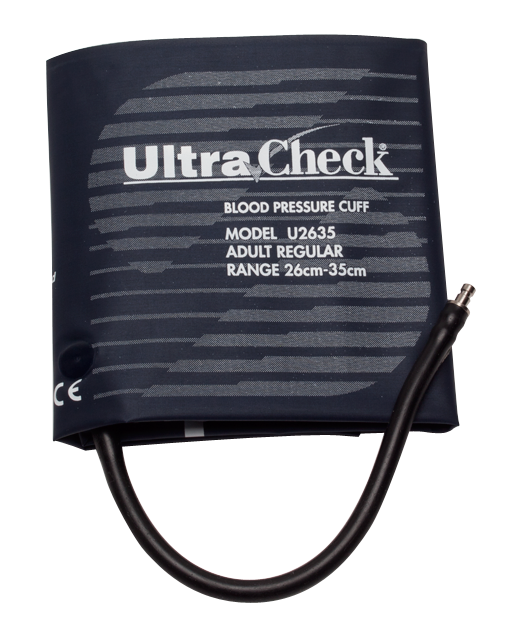 UltraCheck®
BLOOD PRESSURE CUFF
MODEL U2635
ADULT REGULAR
RANGE 26cm-35cm
CE